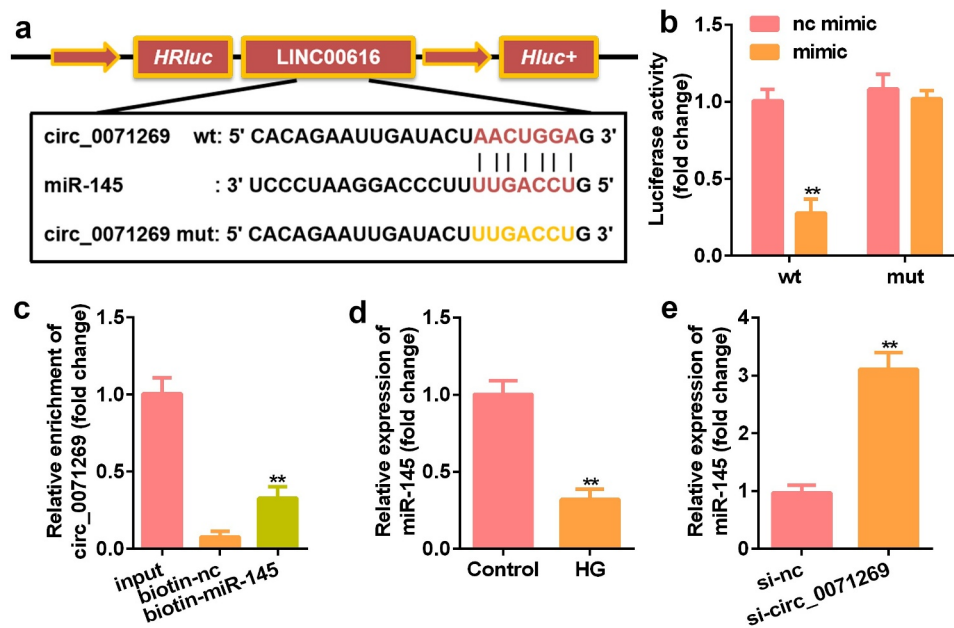 a
HRluc LINC00616 Hluc+
circ_0071269 wt: 5' CACAGAAUUGAUACUAACUGGAG 3'
miR-145 : 3' UCCCUAAGGACCCUUUUGACCUG 5'
circ_0071269 mut: 5' CACAGAAUUGAUACUUUGACCUG 3'
b
nc mimic
mimic
Luciferase activity
(fold change)
1.5
1.0
0.5
0.0
**
wt mut
c
Relative enrichment of
circ_0071269 (fold change)
1.5
1.0
0.5
0.0
**
input
biotin-nc
biotin-miR-145
d
Relative expression of
miR-145 (fold change)
1.5
1.0
0.5
0.0
**
Control HG
e
Relative expression of
miR-145 (fold change)
4
3
2
1
0
**
si-nc
si-circ_0071269